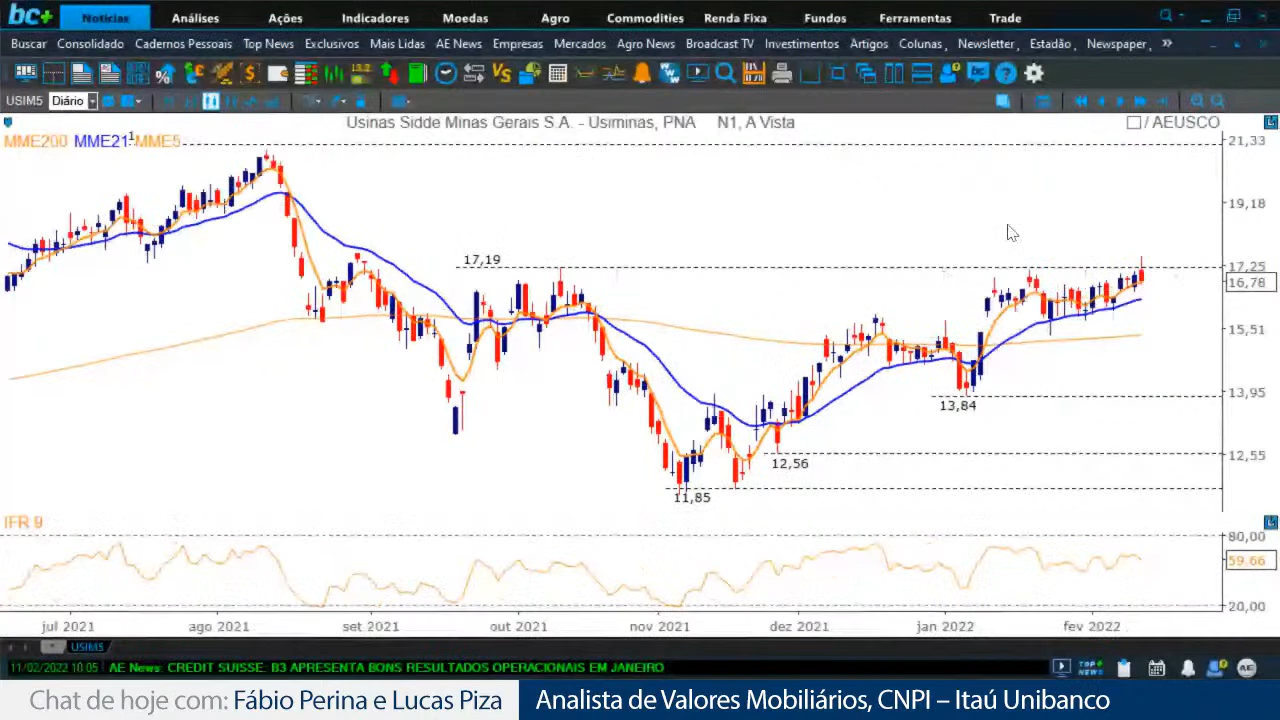 bc+ Notícias Análises Ações Indicadores Moedas Agro Commodities Renda Fixa Fundos Ferramentas Trade
Buscar Consolidado Cadernos Pessoais Top News Exclusivos Mais Lidas AE News Empresas Mercados Agro News Broadcast TV Investimentos Artigos Colunas Newsletter Estadão Newspaper
USIM5 Diário
Usinas Sidde Minas Gerais S.A. - Usiminas, PNA N1, A Vista / AEUSCO
MME200 MME21 MME5
21,33
19,18
17,19
17,25
16,78
15,51
13,95
13,84
12,56
12,55
11,85
IFR 9
80,00
59.66
20,00
jul 2021 ago 2021 set 2021 out 2021 nov 2021 dez 2021 jan 2022 fev 2022
USIM5
11/02/2022 10:05 AE News: CREDIT SUISSE: B3 APRESENTA BONS RESULTADOS OPERACIONAIS EM JANEIRO
Chat de hoje com: Fábio Perina e Lucas Piza Analista de Valores Mobiliários, CNPI – Itaú Unibanco